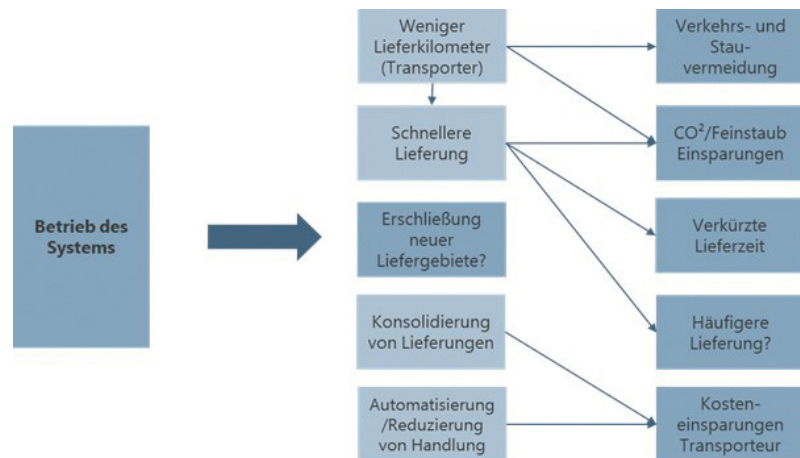 Betrieb des
Systems
Weniger
Lieferkilometer
(Transporter)
Schnellere
Lieferung
Erschließung
neuer
Liefergebiete?
Konsolidierung
von Lieferungen
Automatisierung
/Reduzierung
von Handlung
Verkehrs- und
Stau-
vermeidung
CO²/Feinstaub
Einsparungen
Verkürzte
Lieferzeit
Häufigere
Lieferung?
Kosten-
einsparungen
Transporteur